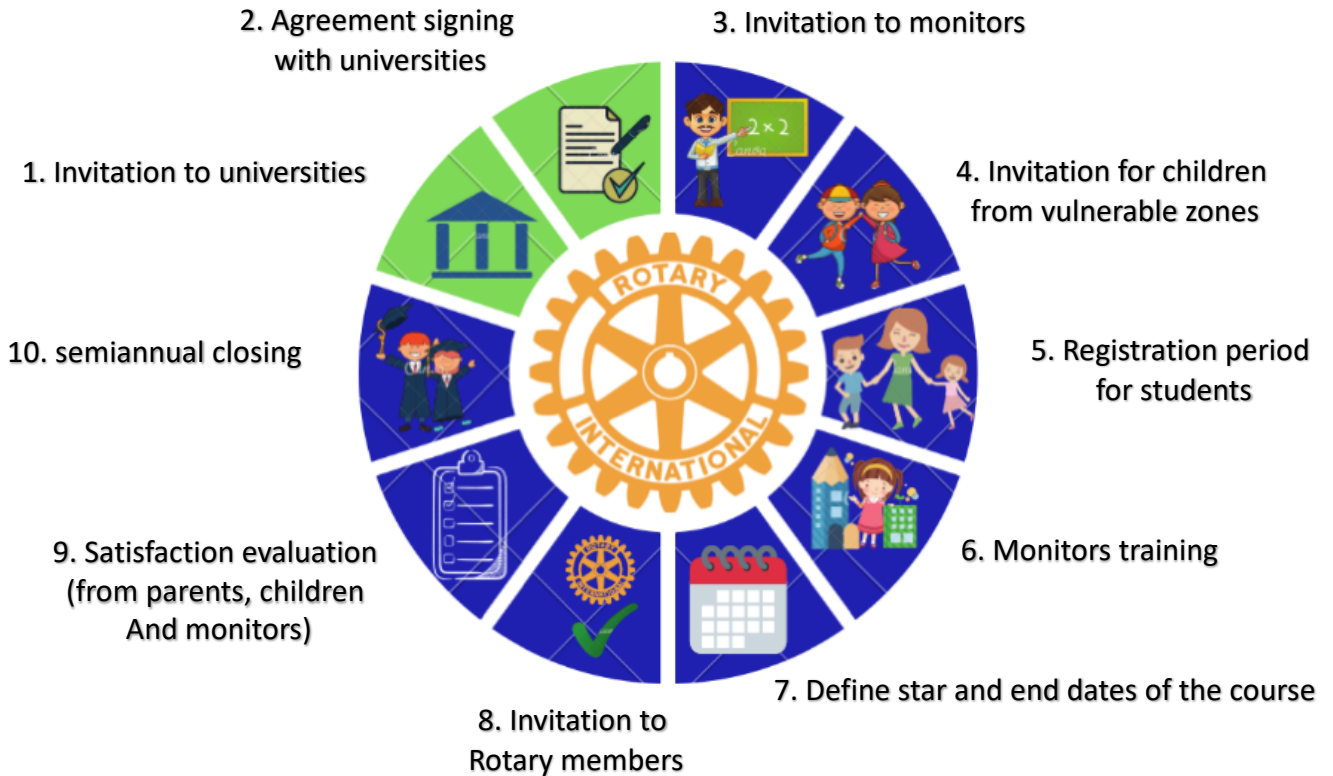 2. Agreement signing
with universities
3. Invitation to monitors
2 × 2
1. Invitation to universities
4. Invitation for children
from vulnerable zones
ROTARY
INTERNATIONAL
10. semiannual closing
5. Registration period
for students
9. Satisfaction evaluation
(from parents, children
And monitors)
6. Monitors training
7. Define star and end dates of the course
8. Invitation to
Rotary members